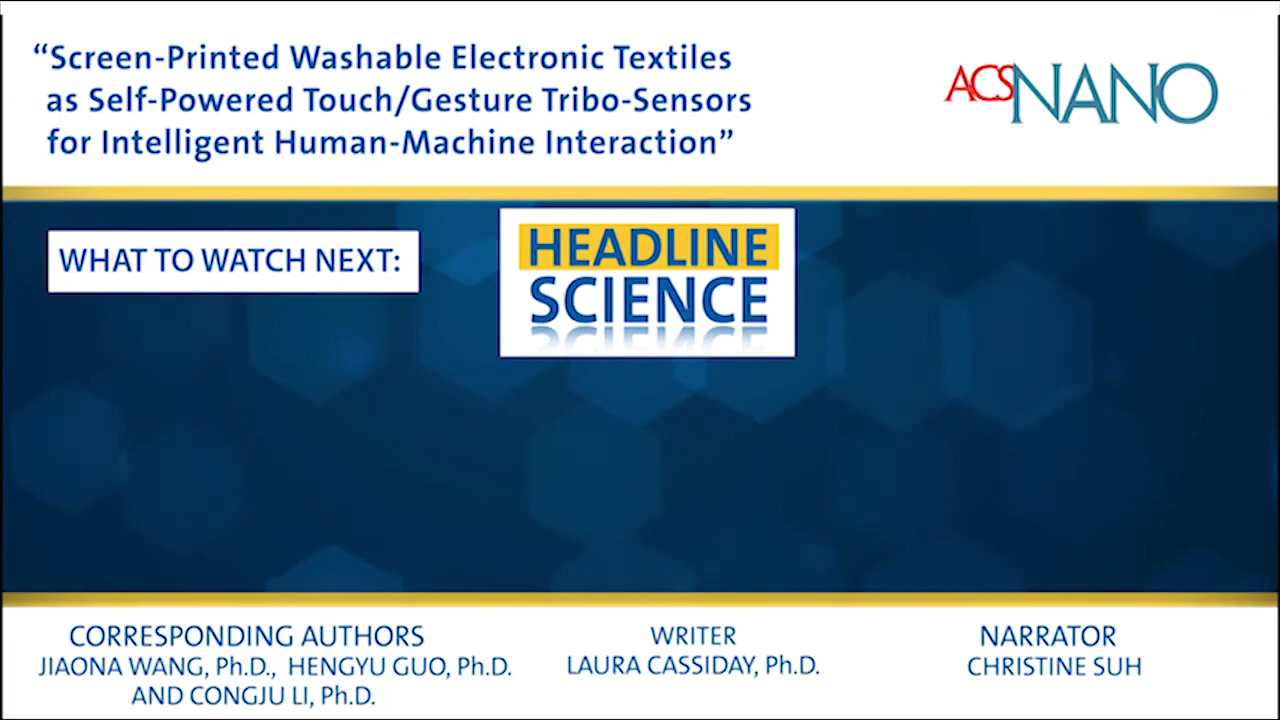 “Screen-Printed Washable Electronic Textiles
as Self-Powered Touch/Gesture Tribo-Sensors
for Intelligent Human-Machine Interaction”
ACSNANO
WHAT TO WATCH NEXT:
HEADLINE
SCIENCE
CORRESPONDING AUTHORS
JIAONA WANG, Ph.D., HENGYU GUO, Ph.D.
AND CONGJU LI, Ph.D.
WRITER
LAURA CASSIDAY, Ph.D.
NARRATOR
CHRISTINE SUH